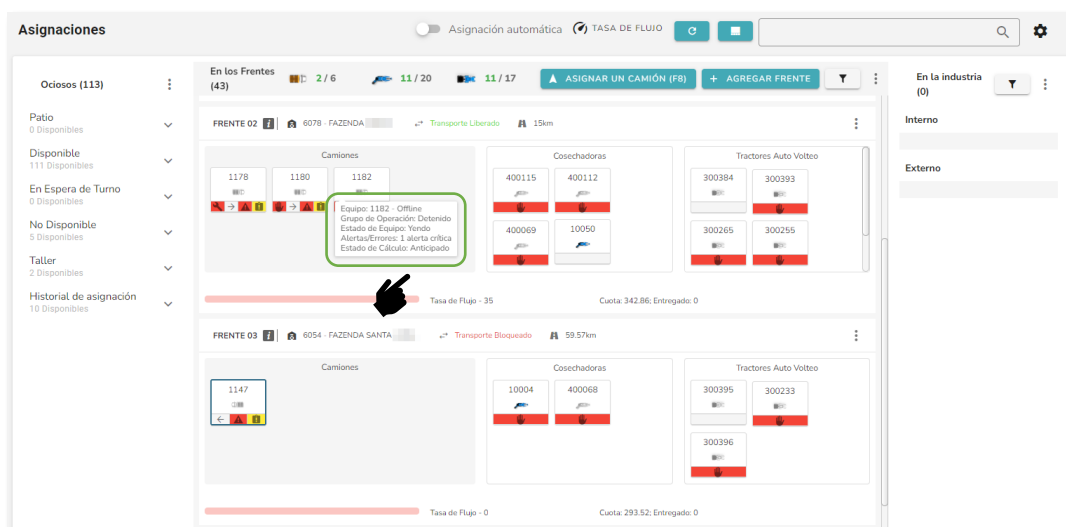 Asignaciones
Asignación automática
TASA DE FLUJO
Ociosos (113)
Patio
0 Disponibles
Disponible
111 Disponibles
En Espera de Turno
0 Disponibles
No Disponible
5 Disponibles
Taller
2 Disponibles
Historial de asignación
10 Disponibles
En los Frentes
(43)
2/6
11/20
11/17
ASIGNAR UN CAMIÓN (F8)
+ AGREGAR FRENTE
FRENTE 02 i 6078 - FAZENDA
Transporte Liberado
15km
Camiones
1178 1180 1182
Equipo: 1182 - Offline
Grupo de Operación: Detenido
Estado de Equipo: Yendo
Alertas/Errores: 1 alerta crítica
Estado de Cálculo: Anticipado
Cosechadoras
400115 400112
400069 10050
Tractores Auto Volteo
300384 300393
300265 300255
Tasa de Flujo - 35
Cuota: 342.86; Entregado: 0
FRENTE 03 i 6054 - FAZENDA SANTA
Transporte Bloqueado
59.57km
Camiones
1147
Cosechadoras
10004 400068
Tractores Auto Volteo
300395 300233
300396
Tasa de Flujo - 0
Cuota: 293.52; Entregado: 0
En la industria
(0)
Interno
Externo